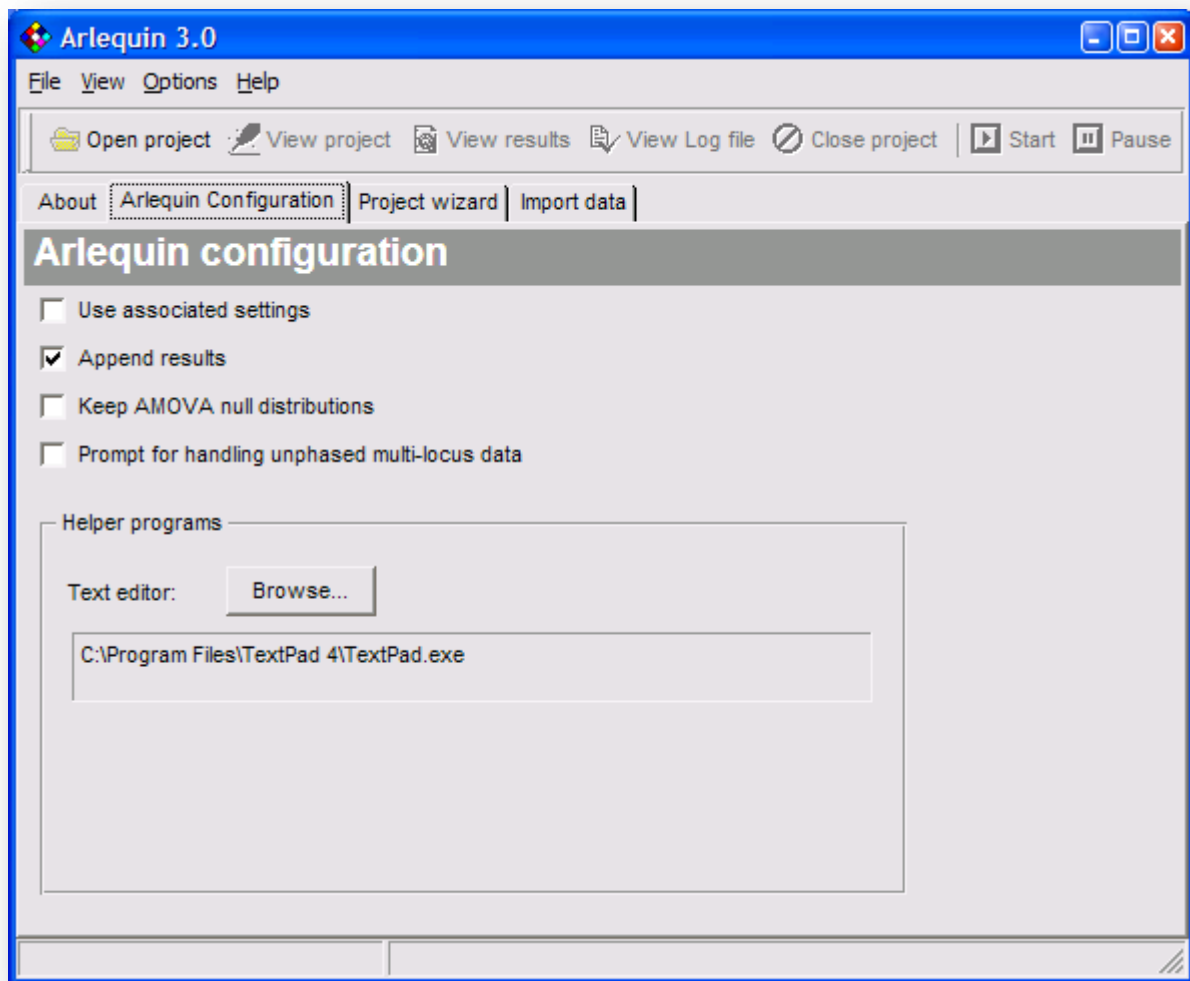 Arlequin 3.0
File View Options Help
Open project View project View results View Log file Close project Start Pause
About Arlequin Configuration Project wizard Import data
Arlequin configuration
Use associated settings
Append results
Keep AMOVA null distributions
Prompt for handling unphased multi-locus data
Helper programs
Text editor: Browse...
C:\Program Files\TextPad 4\TextPad.exe